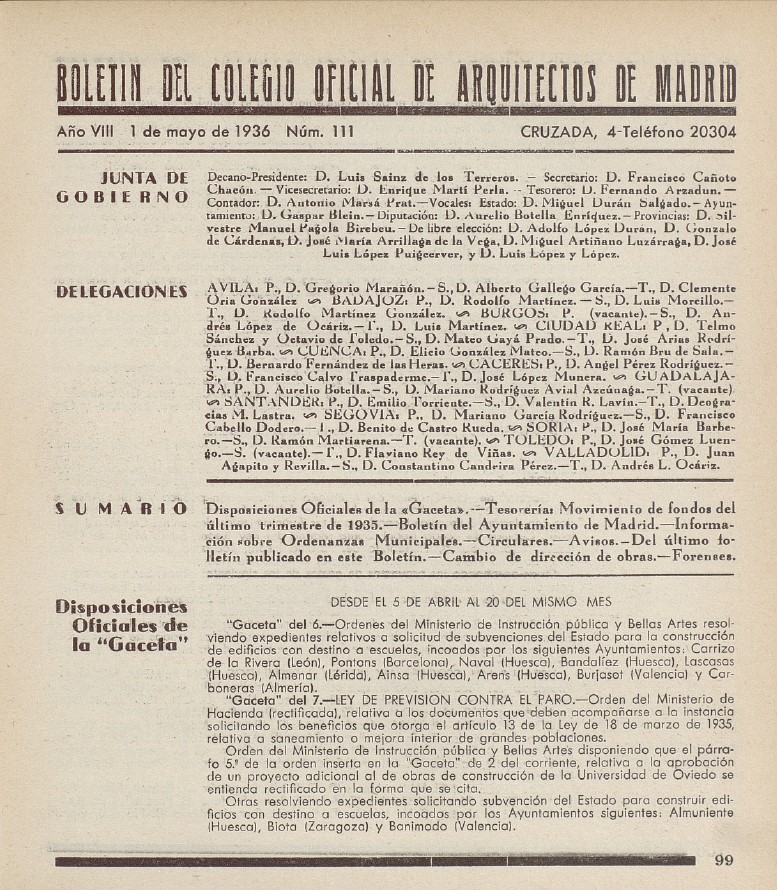 BOLETIN DEL COLEGIO OFICIAL DE ARQUITECTOS DE MADRID
Año VIII 1 de mayo de 1936 Núm. 111 CRUZADA, 4-Teléfono 20304
JUNTA DE
GOBIERNO
Decano-Presidente: D. Luis Sainz de los Terreros. — Secretario: D. Francisco Cañoto
Chacón. — Vicesecretario: D. Enrique Martí Perla. -- Tesorero: D. Fernando Arzadun. —
Contador: D. Antonio Marsá Prat. — Vocales: Estado: D. Miguel Durán Salgado. — Ayun-
tamiento: D. Gaspar Blein. — Diputación: D. Aurelio Botella Enríquez. — Provincias: D. Sil-
vestre Manuel Pagola Birebeu. — De libre elección: D. Adolfo López Durán, D. Gonzalo
de Cárdenas, D. José María Arrillaga de la Vega, D. Miguel Artiñano Luzárraga, D. José
Luis López Puigcerver, y D. Luis López y López.
DELEGACIONES
AVILA: P., D. Gregorio Marañón. — S., D. Alberto Gallego García. — T., D. Clemente
Oria González ∾ BADAJOZ: P., D. Rodolfo Martínez. — S., D. Luis Morcillo. —
T., D. Rodolfo Martínez González. ∾ BURGOS: P. (vacante). — S., D. An-
drés López de Ocáriz. — T., D. Luis Martínez. ∾ CIUDAD REAL: P , D. Telmo
Sánchez y Octavio de Toledo. — S., D. Mateo Gayá Prado. — T., D. José Arias Rodrí-
guez Barba. ∾ CUENCA: P., D. Elicio González Mateo. — S., D. Ramón Bru de Sala. —
T., D. Bernardo Fernández de las Heras. ∾ CACERES: P., D. Angel Pérez Rodríguez. —
S., D. Francisco Calvo Traspaderme. — T., D. José López Munera. ∾ GUADALAJA-
RA: P., D. Aurelio Botella. — S., D. Mariano Rodríguez Avial Azcúnaga. — T. (vacante)
∾ SANTANDER: P., D. Emilio Torriente. — S., D. Valentín R. Lavín. — T., D. Deogra-
cias M. Lastra. ∾ SEGOVIA: P., D. Mariano García Rodríguez. — S., D. Francisco
Cabello Dodero. — T., D. Benito de Castro Rueda. ∾ SORIA: P., D. José María Barbe-
ro. — S., D. Ramón Martiarena. — T. (vacante). ∾ TOLEDO: P., D. José Gómez Luen-
go. — S. (vacante). — T., D. Flaviano Rey de Viñas. ∾ VALLADOLID: P., D. Juan
Agapito y Revilla. — S., D. Constantino Candeira Pérez. — T., D. Andrés L. Ocáriz.
SUMARIO
Disposiciones Oficiales de la «Gaceta». — Tesorería: Movimiento de fondos del
último trimestre de 1935. — Boletín del Ayuntamiento de Madrid. — Informa-
ción sobre Ordenanzas Municipales. — Circulares. — Avisos. — Del último fo-
lletín publicado en este Boletín. — Cambio de dirección de obras. — Forenses.
Disposiciones
Oficiales de
la "Gaceta"
DESDE EL 5 DE ABRIL AL 20 DEL MISMO MES
"Gaceta" del 6.—Ordenes del Ministerio de Instrucción pública y Bellas Artes resol-
viendo expedientes relativos a solicitud de subvenciones del Estado para la construcción
de edificios con destino a escuelas, incoados por los siguientes Ayuntamientos: Carrizo
de la Rivera (León), Pontons (Barcelona), Naval (Huesca), Bandaliez (Huesca), Lascasas
(Huesca), Almenar (Lérida), Ainsa (Huesca), Arens (Huesca), Burjasot (Valencia) y Car-
boneras (Almería).
"Gaceta" del 7.—LEY DE PREVISION CONTRA EL PARO.—Orden del Ministerio de
Hacienda (rectificada), relativa a los documentos que deben acompañarse a la instancia
solicitando los beneficios que otorga el artículo 13 de la Ley de 18 de marzo de 1935,
relativa a saneamiento o mejora interior de grandes poblaciones.
Orden del Ministerio de Instrucción pública y Bellas Artes disponiendo que el párra-
fo 5.º de la orden inserta en la "Gaceta" de 2 del corriente, relativa a la aprobación
de un proyecto adicional al de obras de construcción de la Universidad de Oviedo se
entienda rectificado en la forma que se cita.
Otras resolviendo expedientes solicitando subvención del Estado para construir edi-
ficios con destino a escuelas, incoados por los Ayuntamientos siguientes: Almuniente
(Huesca), Biota (Zaragoza) y Banimodo (Valencia).
99